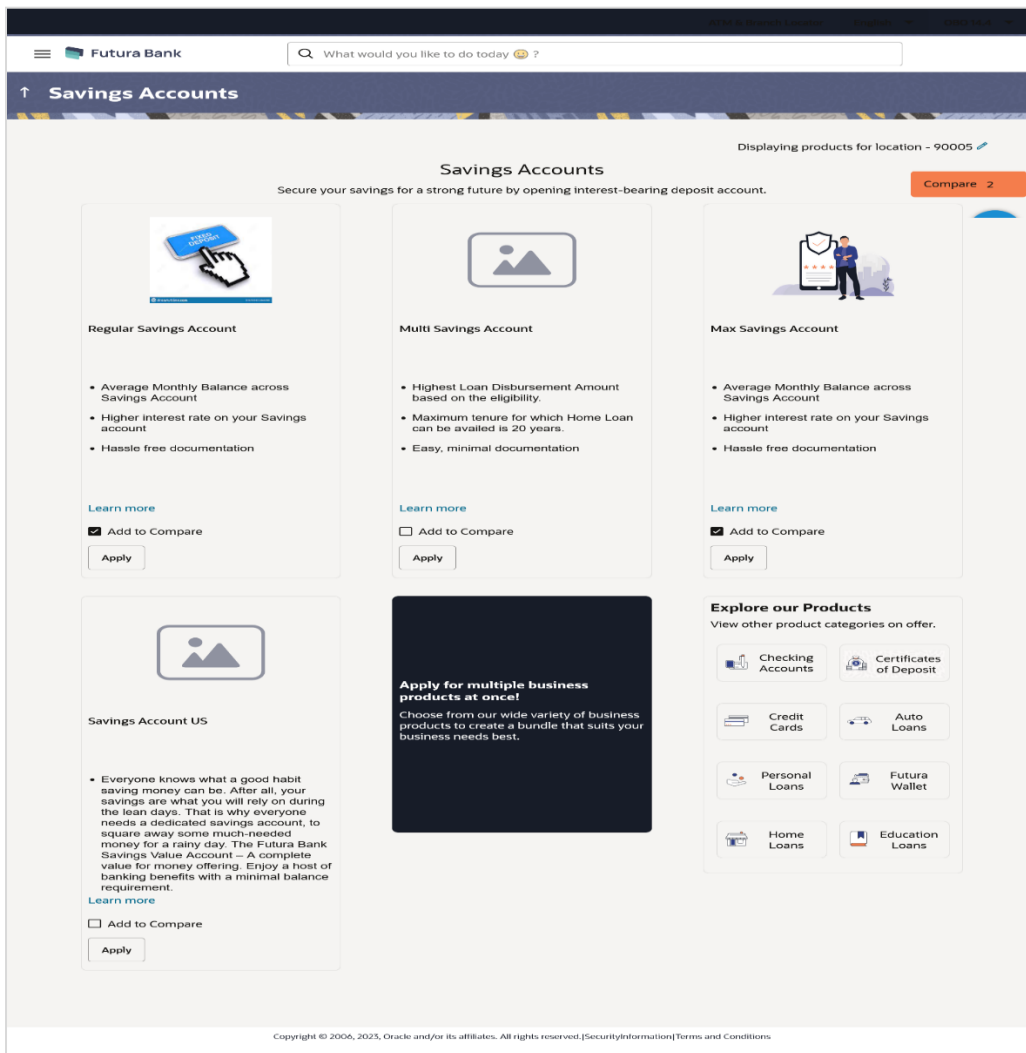 ATM & Branch Locator English
Futura Bank
What would you like to do today ?
Savings Accounts
Displaying products for location - 90005
Savings Accounts
Secure your savings for a strong future by opening interest-bearing deposit account.
Compare 2
FIXED
DEPOSIT
Regular Savings Account
Average Monthly Balance across
Savings Account
Higher interest rate on your Savings
account
Hassle free documentation
Learn more
Add to Compare
Apply
Multi Savings Account
Highest Loan Disbursement Amount
based on the eligibility.
Maximum tenure for which Home Loan
can be availed is 20 years.
Easy, minimal documentation
Learn more
Add to Compare
Apply
Max Savings Account
Average Monthly Balance across
Savings Account
Higher interest rate on your Savings
account
Hassle free documentation
Learn more
Add to Compare
Apply
Savings Account US
Everyone knows what a good habit
saving money can be. After all, your
savings are what you will rely on during
the lean days. That is why everyone
needs a dedicated savings account, to
square away some much-needed
money for a rainy day. The Futura Bank
Savings Value Account – A complete
value for money offering. Enjoy a host of
banking benefits with a minimal balance
requirement.
Learn more
Add to Compare
Apply
Apply for multiple business
products at once!
Choose from our wide variety of business
products to create a bundle that suits your
business needs best.
Explore our Products
View other product categories on offer.
Checking
Accounts
Certificates
of Deposit
Credit
Cards
Auto
Loans
Personal
Loans
Futura
Wallet
Home
Loans
Education
Loans
Copyright © 2006, 2023, Oracle and/or its affiliates. All rights reserved.|SecurityInformation|Terms and Conditions